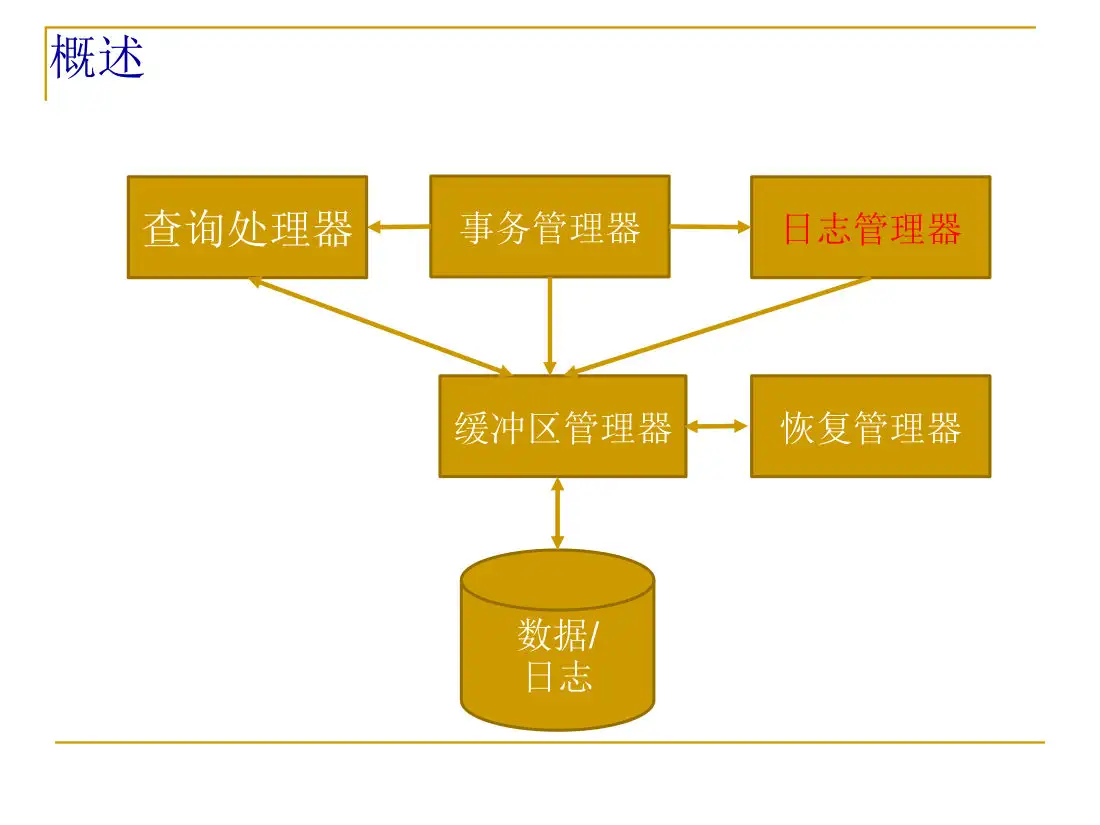 概述
查询处理器
事务管理器
日志管理器
缓冲区管理器
恢复管理器
数据/
日志